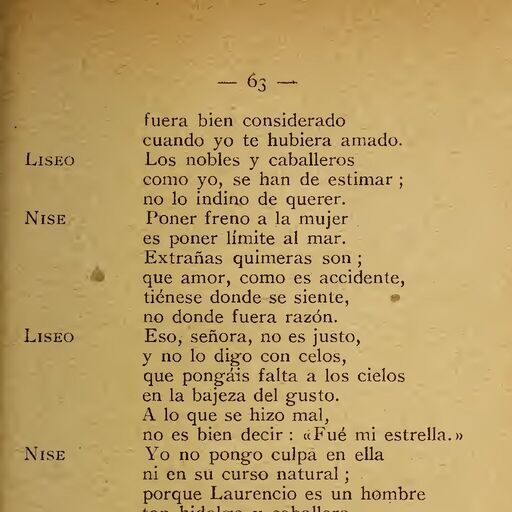 — 63 —
fuera bien considerado
cuando yo te hubiera amado.
LISEO Los nobles y caballeros
como yo, se han de estimar ;
no lo indino de querer.
NISE Poner freno a la mujer
es poner límite al mar.
Extrañas quimeras son ;
que amor, como es accidente,
tiénese donde se siente,
no donde fuera razón.
LISEO Eso, señora, no es justo,
y no lo digo con celos,
que pongáis falta a los cielos
en la bajeza del gusto.
A lo que se hizo mal,
no es bien decir : «Fué mi estrella.»
NISE Yo no pongo culpa en ella
ni en su curso natural ;
porque Laurencio es un hombre
tan hidalgo y caballero